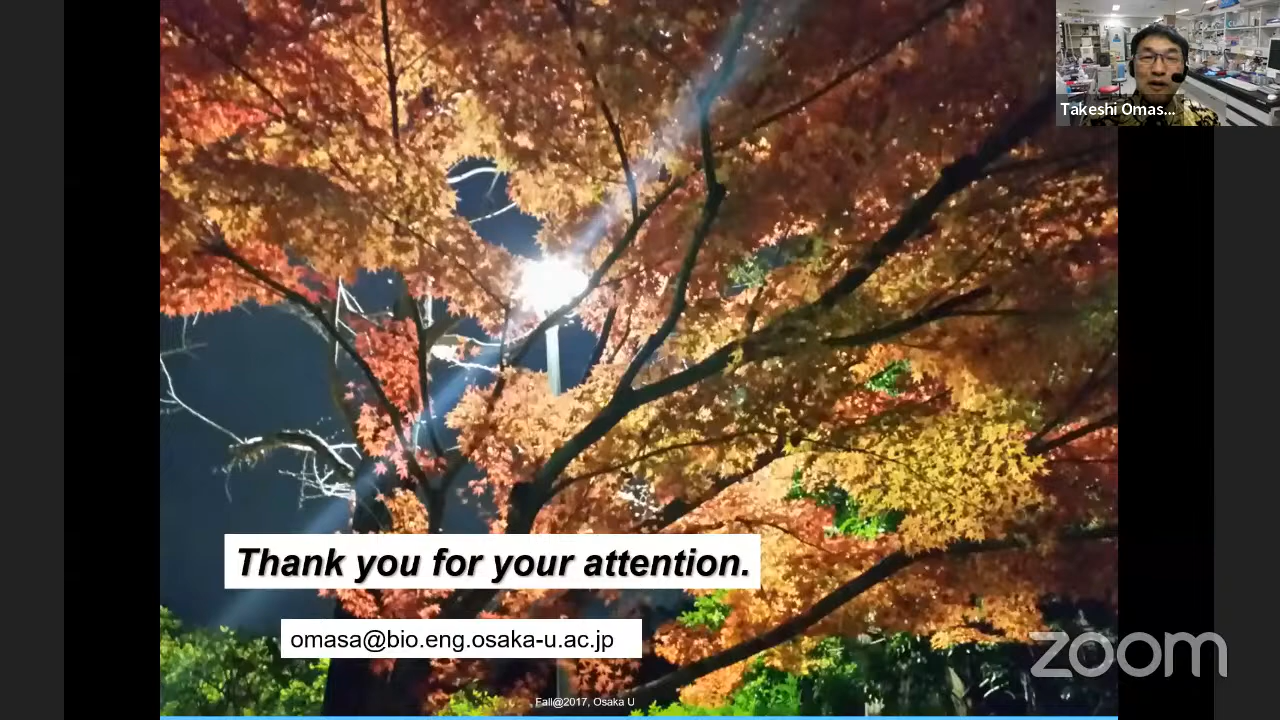 Takeshi Omas...
Thank you for your attention.
omasa@bio.eng.osaka-u.ac.jp
zoom
Fall@2017, Osaka U